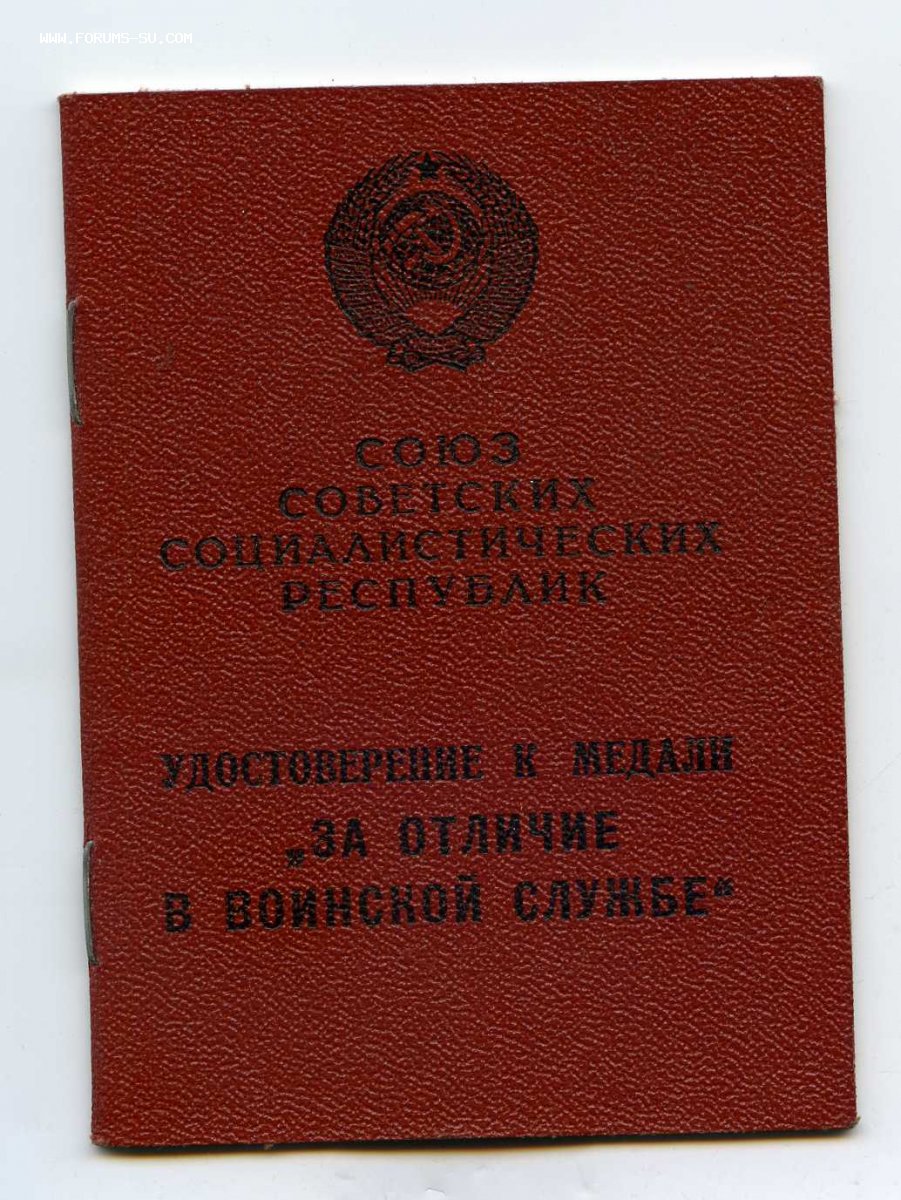 WWW.FORUMS-SU.COM
СОЮЗ
СОВЕТСКИХ
СОЦИАЛИСТИЧЕСКИХ
РЕСПУБЛИК
УДОСТОВЕРЕНИЕ К МЕДАЛИ
„ЗА ОТЛИЧИЕ
В ВОИНСКОЙ СЛУЖБЕ“